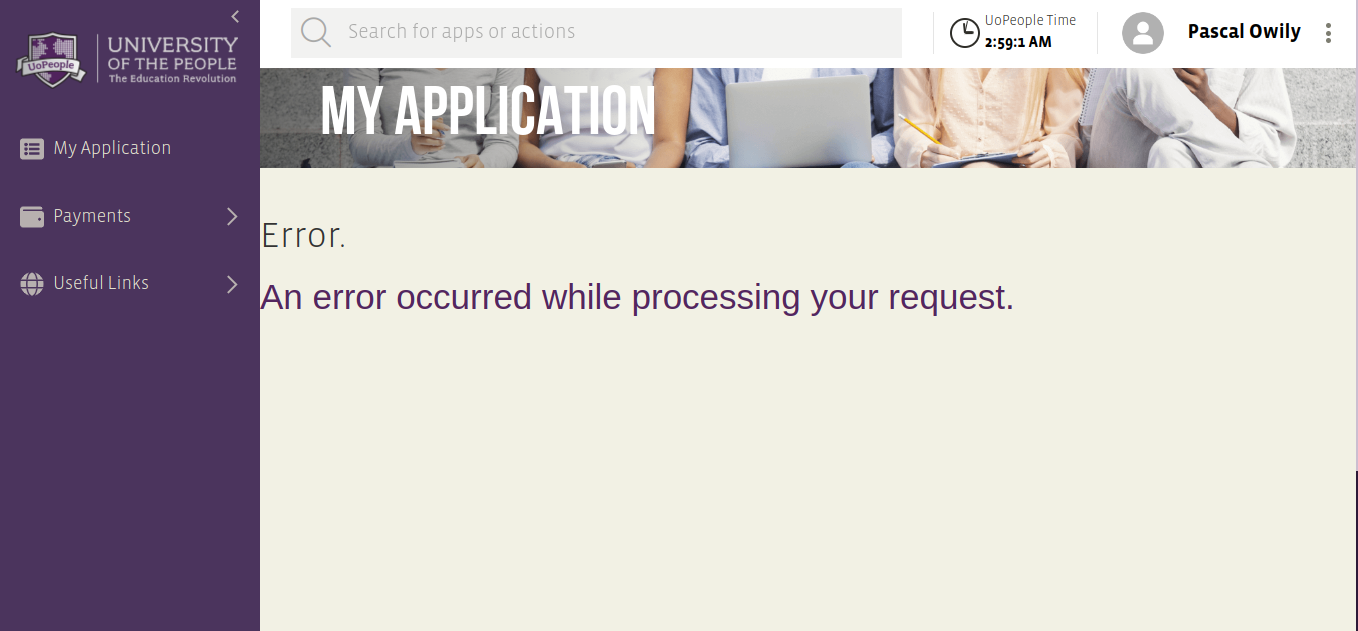 UoPeople
UNIVERSITY
OF THE PEOPLE
The Education Revolution
My Application
Payments
Useful Links
Search for apps or actions
UoPeople Time
2:59:1 AM
Pascal Owily
MY APPLICATION
Error.
An error occurred while processing your request.